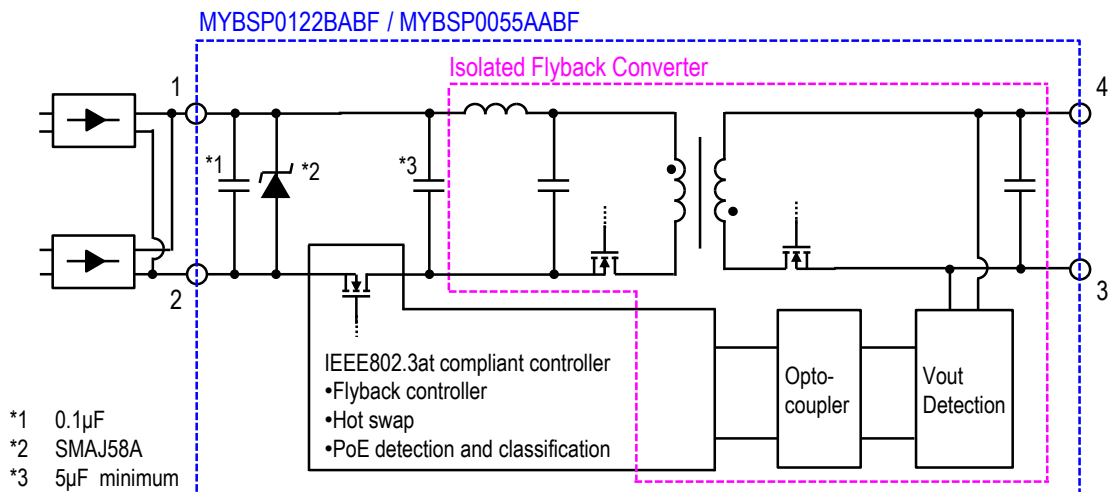 MYBSP0122BABF / MYBSP0055AABF
Isolated Flyback Converter
1
4
*1
*2
*3
2
3
IEEE802.3at compliant controller
•Flyback controller
•Hot swap
•PoE detection and classification
Opto-
coupler
Vout
Detection
*1 0.1µF
*2 SMAJ58A
*3 5µF minimum